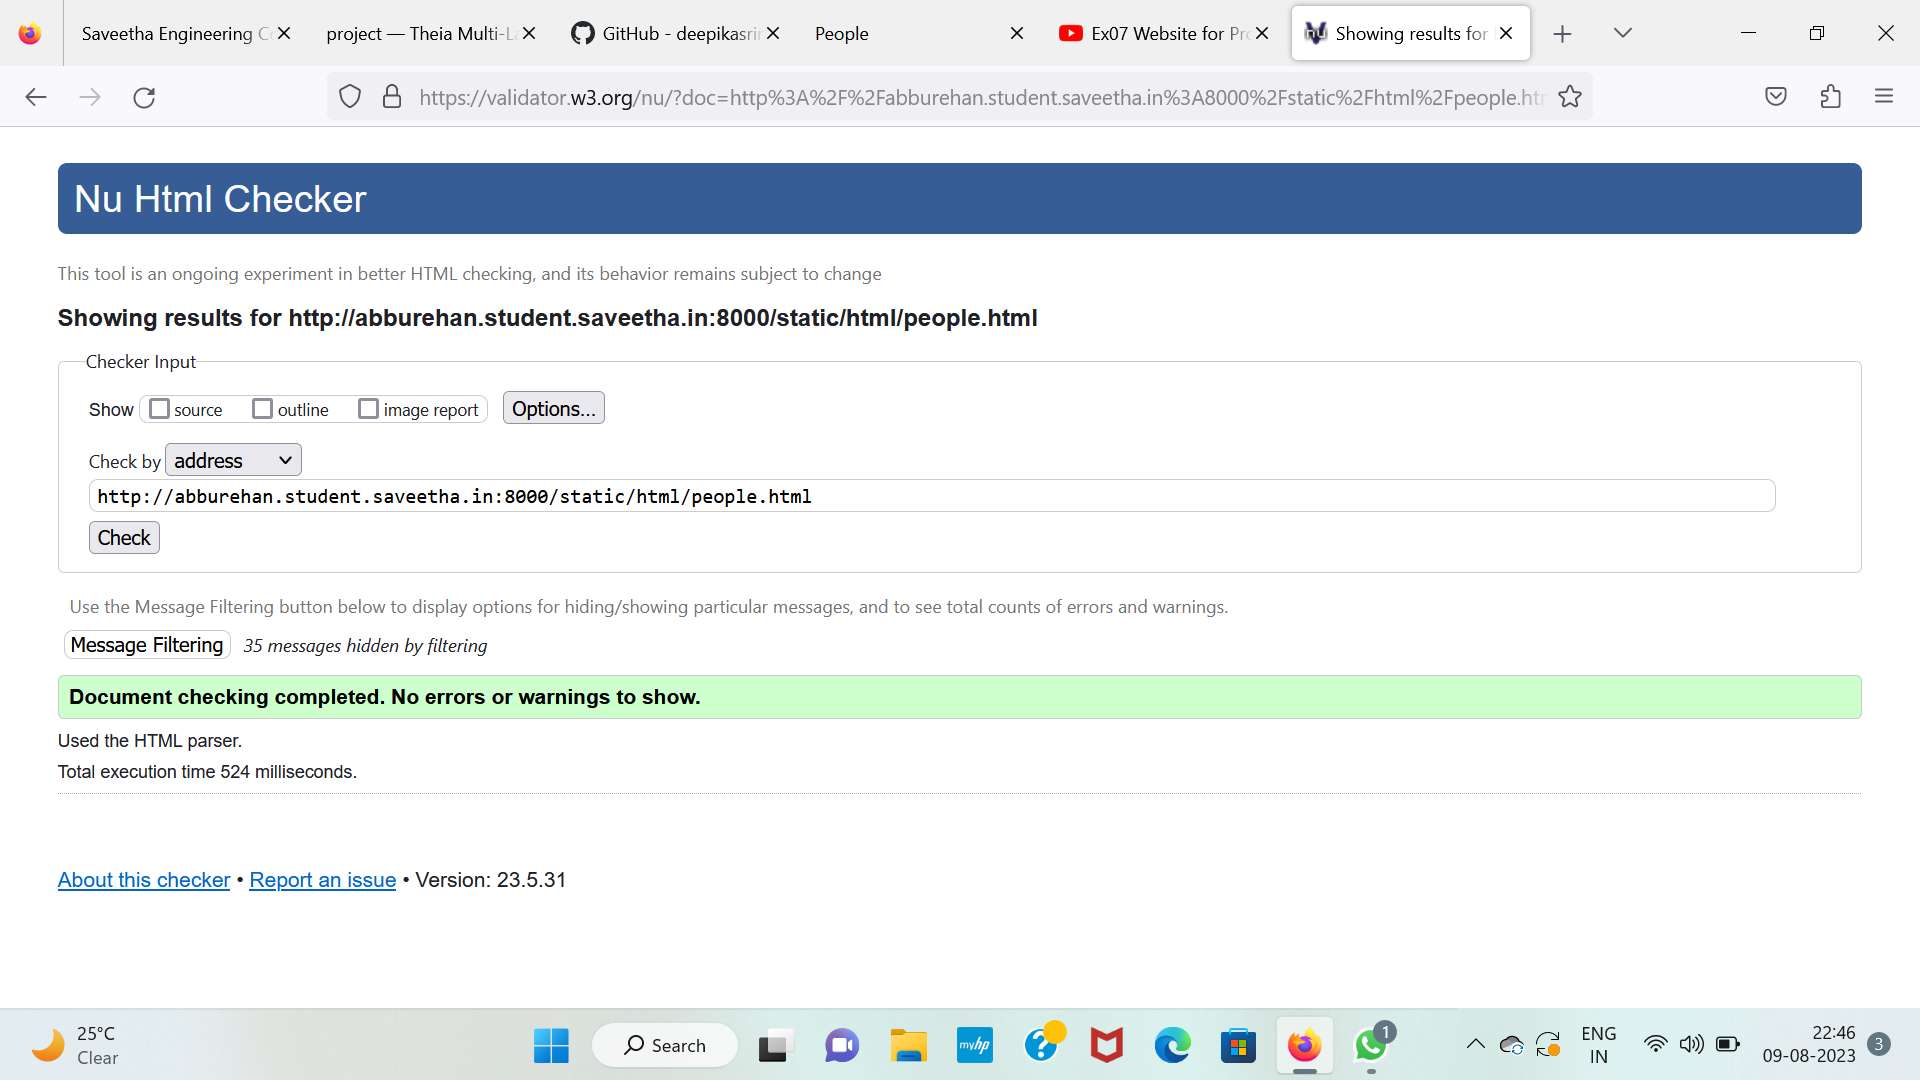 Saveetha Engineering C
project — Theia Multi-La
GitHub - deepikasrin
People
Ex07 Website for Pro
Showing results for
https://validator.w3.org/nu/?doc=http%3A%2F%2Fabburehan.student.saveetha.in%3A8000%2Fstatic%2Fhtml%2Fpeople.htm
Nu Html Checker
This tool is an ongoing experiment in better HTML checking, and its behavior remains subject to change
Showing results for http://abburehan.student.saveetha.in:8000/static/html/people.html
Checker Input
Show source outline image report Options...
Check by address
http://abburehan.student.saveetha.in:8000/static/html/people.html
Check
Use the Message Filtering button below to display options for hiding/showing particular messages, and to see total counts of errors and warnings.
Message Filtering 35 messages hidden by filtering
Document checking completed. No errors or warnings to show.
Used the HTML parser.
Total execution time 524 milliseconds.
About this checker • Report an issue • Version: 23.5.31
25°C
Clear
Search
myhp
1
ENG
IN
22:46
09-08-2023
3